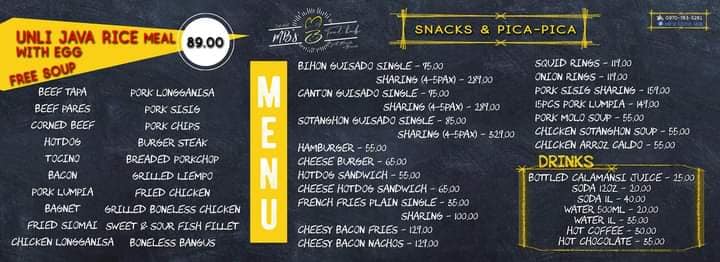 UNLI JAVA RICE MEAL
WITH EGG
FREE SOUP
89.00
BEEF TAPA
BEEF PARES
CORNED BEEF
HOTDOG
TOCINO
BACON
PORK LUMPIA
BAGNET
FRIED SIOMAI
CHICKEN LONGGANISA
PORK LONGGANISA
PORK SISIG
PORK CHIPS
BURGER STEAK
BREADED PORKCHOP
GRILLED LIEMPO
FRIED CHICKEN
GRILLED BONELESS CHICKEN
SWEET & SOUR FISH FILLET
BONELESS BANGUS
MENU
MB's
SNACKS & PICA-PICA
BIHON GUISADO SINGLE - 75.00
SHARING (4-5PAX) - 289.00
CANTON GUISADO SINGLE - 75.00
SHARING (4-5PAX) - 289.00
SOTANGHON GUISADO SINGLE - 85.00
SHARING (4-5PAX) - 329.00
HAMBURGER - 55.00
CHEESE BURGER - 65.00
HOTDOG SANDWICH - 55.00
CHEESE HOTDOG SANDWICH - 65.00
FRENCH FRIES PLAIN SINGLE - 35.00
SHARING - 100.00
CHEESY BACON FRIES - 129.00
CHEESY BACON NACHOS - 129.00
SQUID RINGS - 119.00
ONION RINGS - 119.00
PORK SISIG SHARING - 159.00
15PCS PORK LUMPIA - 149.00
PORK MOLO SOUP - 55.00
CHICKEN SOTANGHON SOUP - 55.00
CHICKEN ARROZ CALDO - 55.00
DRINKS
BOTTLED CALAMANSI JUICE - 25.00
SODA 12OZ - 20.00
SODA 1L - 40.00
WATER 500ML - 20.00
WATER 1L - 35.00
HOT COFFEE - 30.00
HOT CHOCOLATE - 35.00